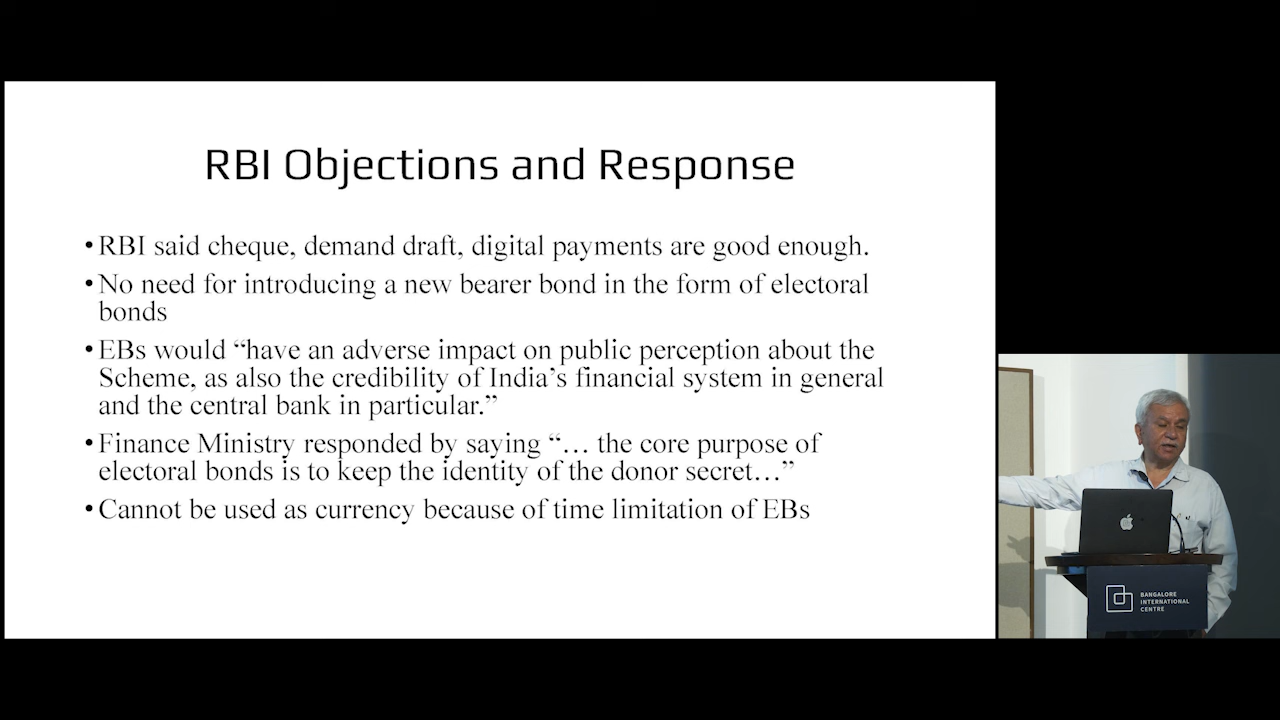 RBI Objections and Response
• RBI said cheque, demand draft, digital payments are good enough.
• No need for introducing a new bearer bond in the form of electoral
bonds
• EBs would “have an adverse impact on public perception about the
Scheme, as also the credibility of India’s financial system in general
and the central bank in particular.”
• Finance Ministry responded by saying “… the core purpose of
electoral bonds is to keep the identity of the donor secret…”
• Cannot be used as currency because of time limitation of EBs
BANGALORE
INTERNATIONAL
CENTRE